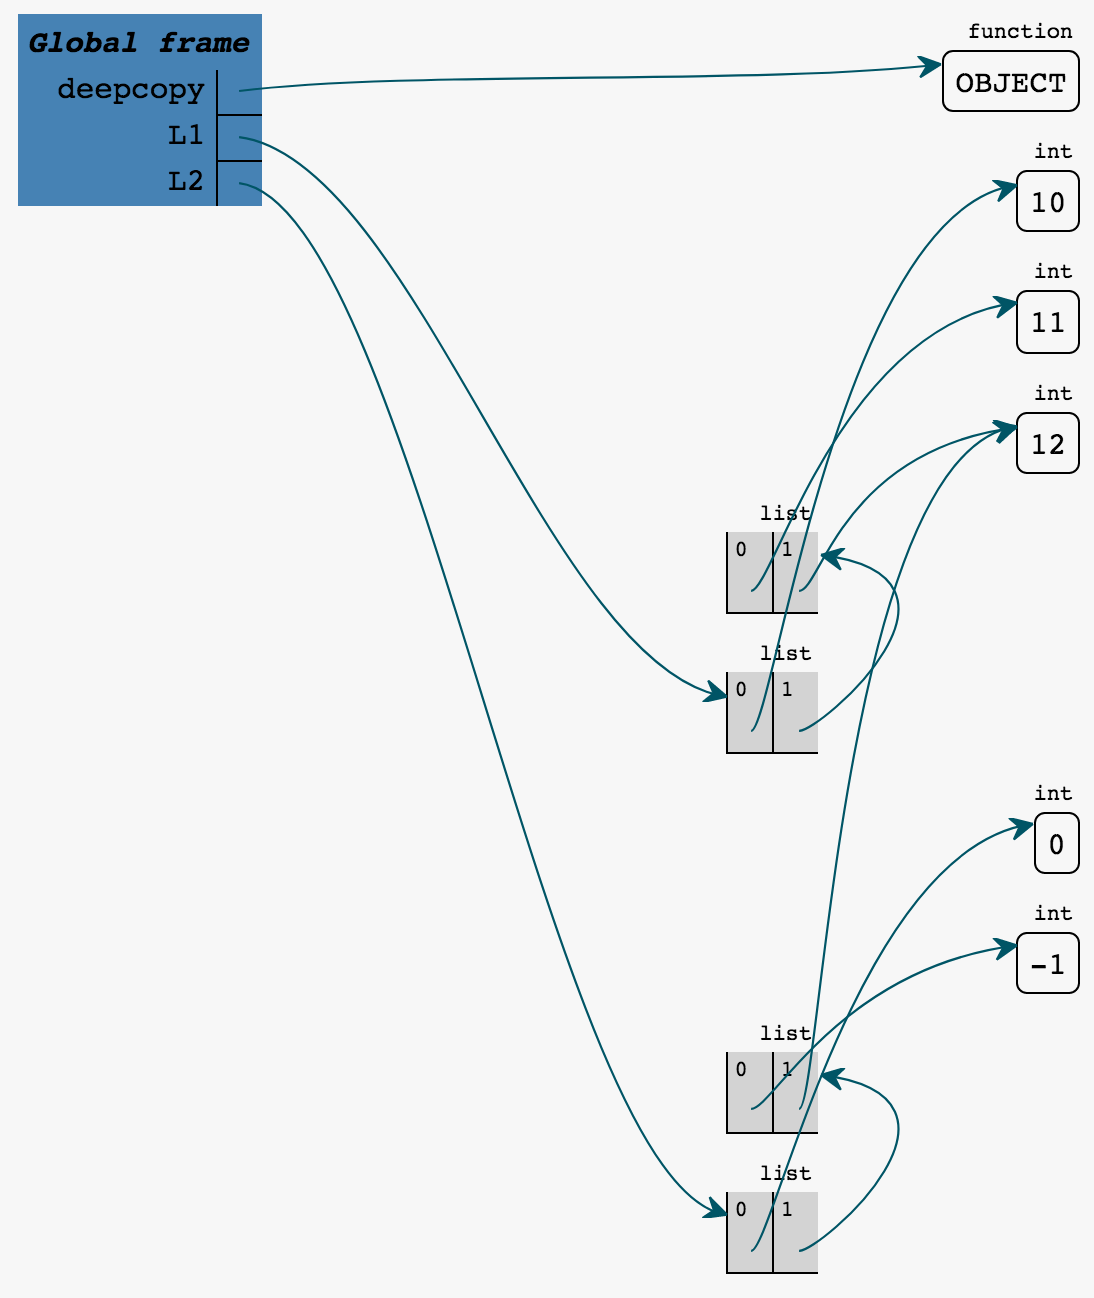 Global frame
deepcopy
L1
L2
function
OBJECT
int
10
int
11
int
12
list
0 1
list
0 1
int
0
int
-1
list
0 1
list
0 1